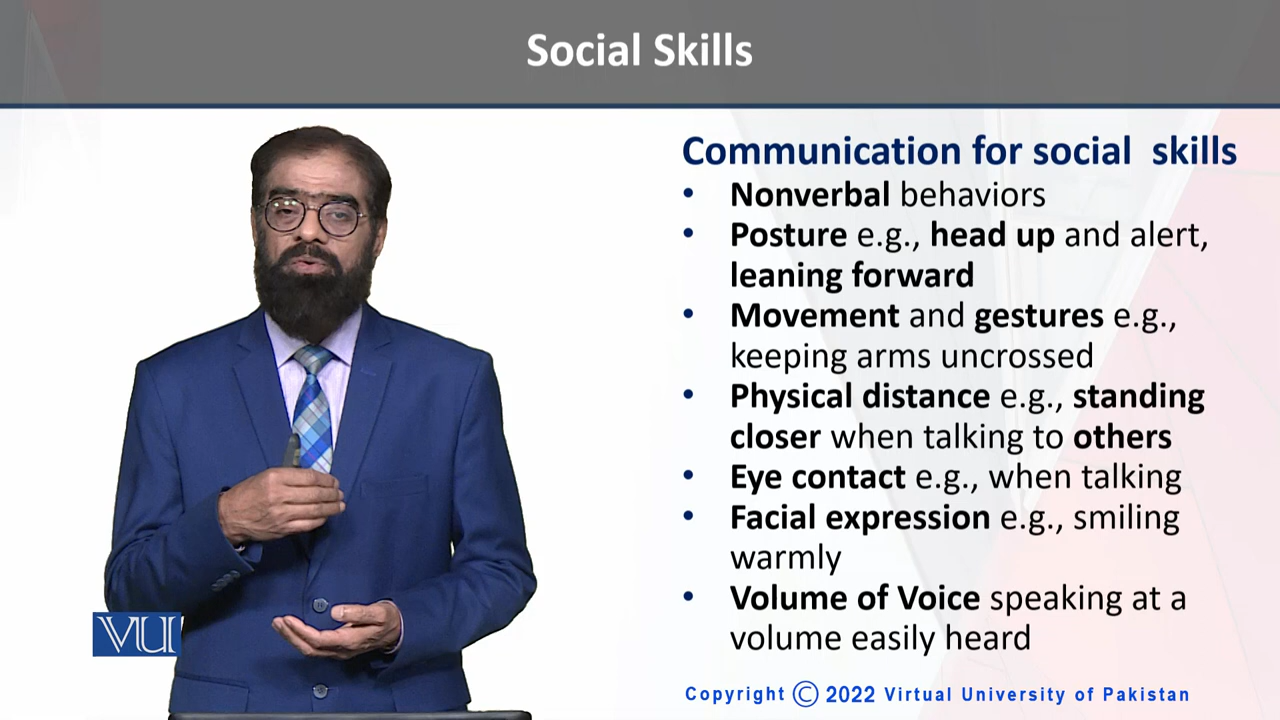 Social Skills
Communication for social skills
• Nonverbal behaviors
• Posture e.g., head up and alert,
leaning forward
• Movement and gestures e.g.,
keeping arms uncrossed
• Physical distance e.g., standing
closer when talking to others
• Eye contact e.g., when talking
• Facial expression e.g., smiling
warmly
• Volume of Voice speaking at a
volume easily heard
VU
Copyright © 2022 Virtual University of Pakistan